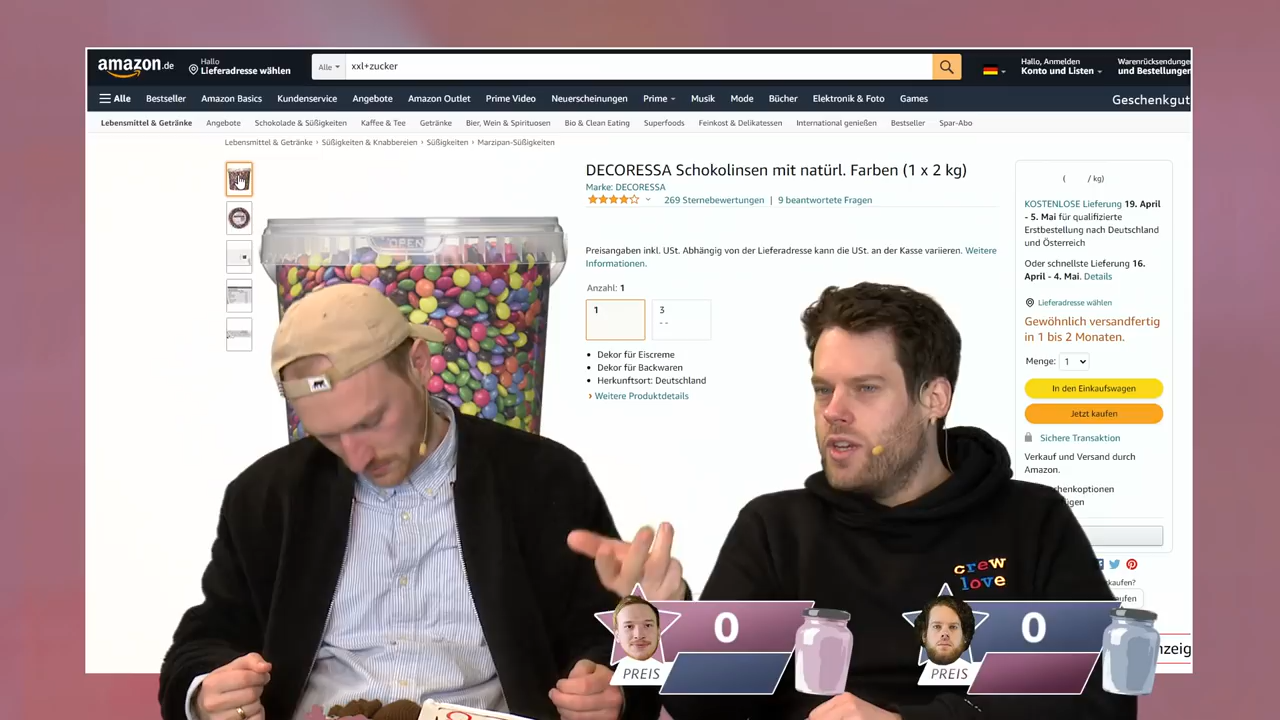 amazon.de
Hallo
Lieferadresse wählen
Alle
xxl+zucker
Hallo, Anmelden
Konto und Listen
Warenrücksendungen
und Bestellungen
Alle
Bestseller
Amazon Basics
Kundenservice
Angebote
Amazon Outlet
Prime Video
Neuerscheinungen
Prime
Musik
Mode
Bücher
Elektronik & Foto
Games
Geschenkgut
Lebensmittel & Getränke
Angebote
Schokolade & Süßigkeiten
Kaffee & Tee
Getränke
Bier, Wein & Spirituosen
Bio & Clean Eating
Superfoods
Feinkost & Delikatessen
International genießen
Bestseller
Spar-Abo
Lebensmittel & Getränke › Süßigkeiten & Knabbereien › Süßigkeiten › Marzipan-Süßigkeiten
OPEN
DECORESSA Schokolinsen mit natürl. Farben (1 x 2 kg)
Marke: DECORESSA
269 Sternebewertungen | 9 beantwortete Fragen
Preisangaben inkl. USt. Abhängig von der Lieferadresse kann die USt. an der Kasse variieren. Weitere
Informationen.
Anzahl: 1
1
3
- -
• Dekor für Eiscreme
• Dekor für Backwaren
• Herkunftsort: Deutschland
› Weitere Produktdetails
( / kg)
KOSTENLOSE Lieferung 19. April
- 5. Mai für qualifizierte
Erstbestellung nach Deutschland
und Österreich
Oder schnellste Lieferung 16.
April - 4. Mai. Details
Lieferadresse wählen
Gewöhnlich versandfertig
in 1 bis 2 Monaten.
Menge: 1
In den Einkaufswagen
Jetzt kaufen
Sichere Transaktion
Verkauf und Versand durch
Amazon.
chenkoptionen
ügen
kaufen?
ufen
nzeig
crew
love
0
PREIS
0
PREIS